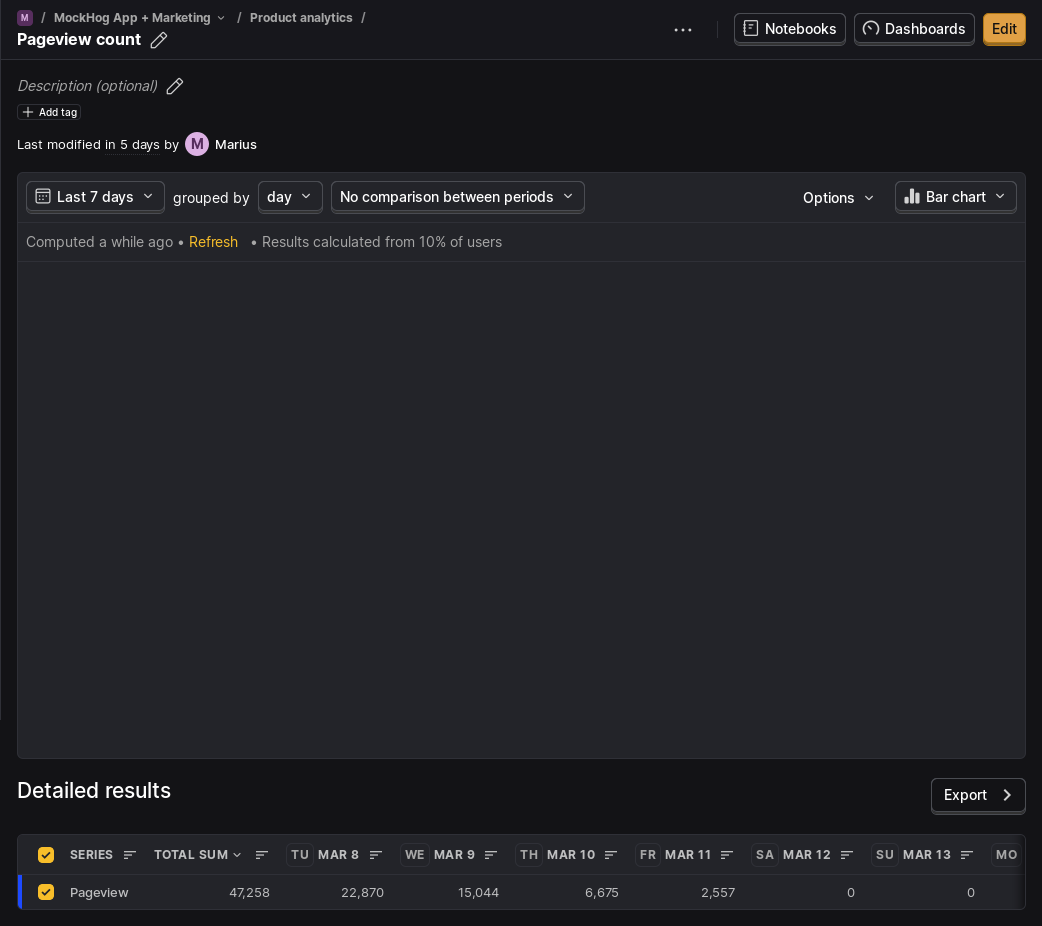 M / MockHog App + Marketing / Product analytics /
Pageview count
Notebooks Dashboards Edit
Description (optional)
+ Add tag
Last modified in 5 days by M Marius
Last 7 days grouped by day No comparison between periods Options Bar chart
Computed a while ago • Refresh • Results calculated from 10% of users
Detailed results
Export
SERIES TOTAL SUM TU MAR 8 WE MAR 9 TH MAR 10 FR MAR 11 SA MAR 12 SU MAR 13 MO
Pageview 47,258 22,870 15,044 6,675 2,557 0 0